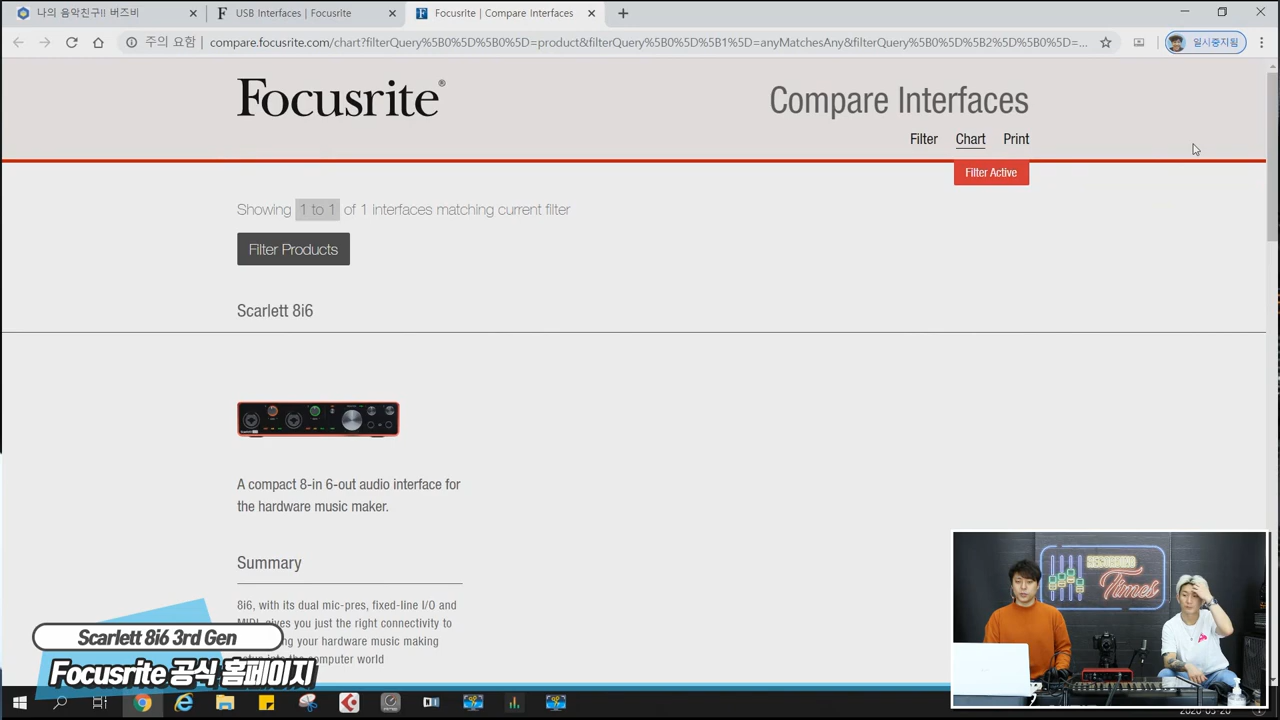 나의 음악친구!! 버즈비
USB Interfaces | Focusrite
Focusrite | Compare Interfaces
주의 요함
compare.focusrite.com/chart?filterQuery%5B0%5D%5B0%5D=product&filterQuery%5B0%5D%5B1%5D=anyMatchesAny&filterQuery%5B0%5D%5B2%5D%5B0%5D=...
일시중지됨
Focusrite®
Compare Interfaces
Filter
Chart
Print
Filter Active
Showing 1 to 1 of 1 interfaces matching current filter
Filter Products
Scarlett 8i6
A compact 8-in 6-out audio interface for
the hardware music maker.
Summary
8i6, with its dual mic-pres, fixed-line I/O and
MIDI, gives you just the right connectivity to
your hardware music making
into the computer world
Scarlett 8i6 3rd Gen
Focusrite 공식 홈페이지
RECORDING
Times